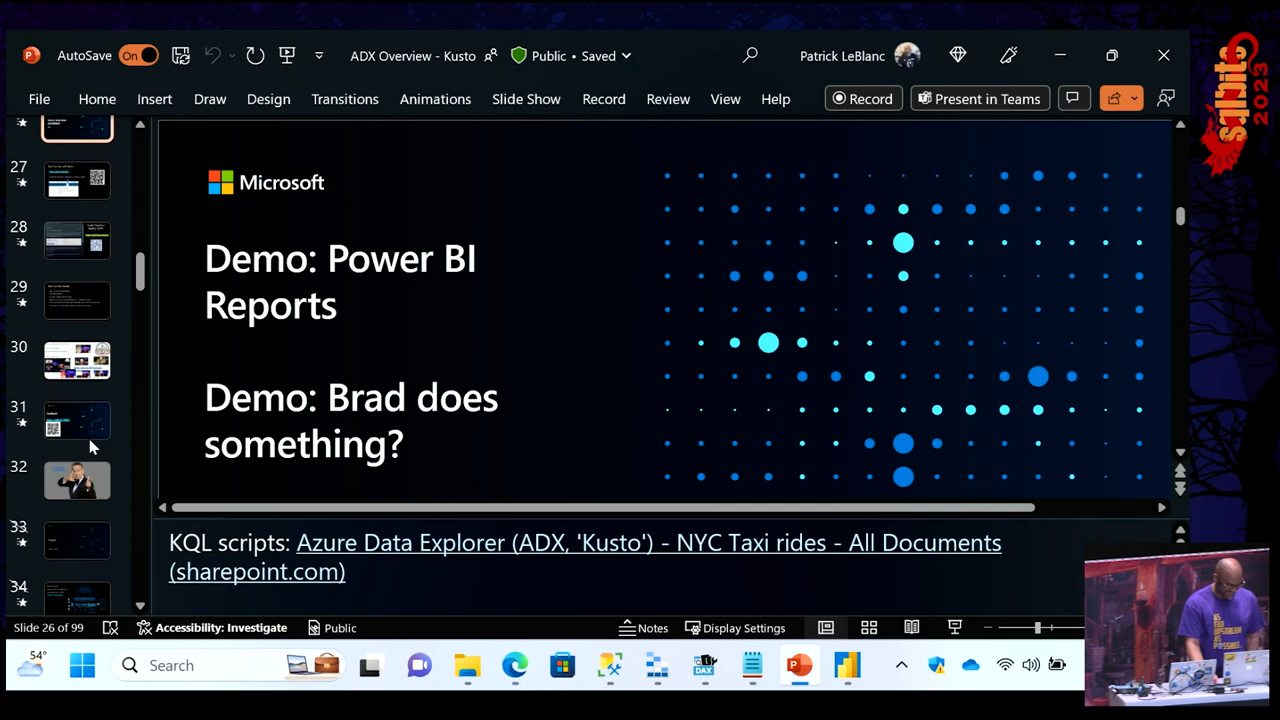 AutoSave
On
ADX Overview - Kusto
Public • Saved
Patrick LeBlanc
File
Home
Insert
Draw
Design
Transitions
Animations
Slide Show
Record
Review
View
Help
Record
Present in Teams
sqlbits
2023
27
28
29
30
31
32
33
34
Microsoft
Demo: Power BI
Reports
Demo: Brad does
something?
KQL scripts: Azure Data Explorer (ADX, 'Kusto') - NYC Taxi rides - All Documents
(sharepoint.com)
Slide 26 of 99
Accessibility: Investigate
Public
Notes
Display Settings
54°
Search
DAX